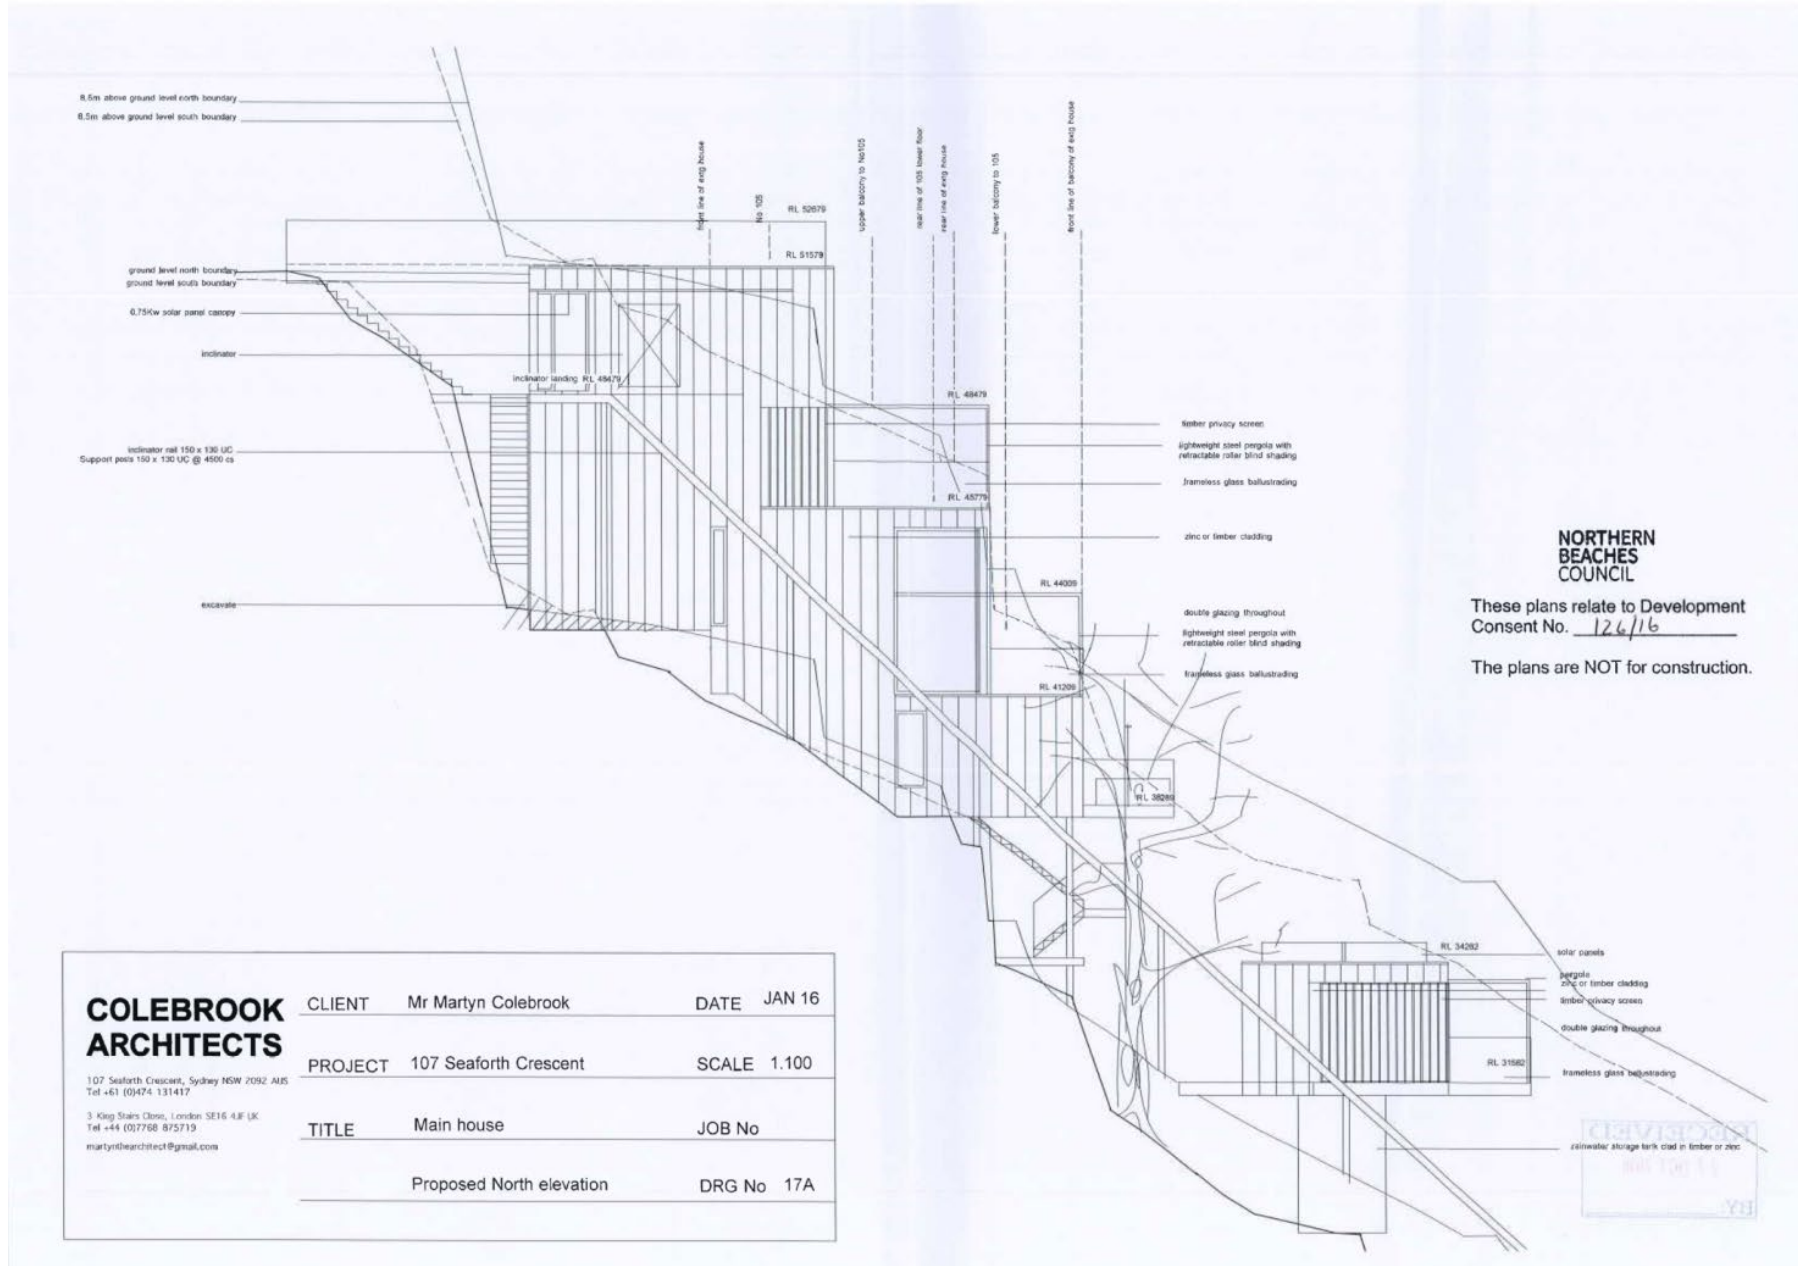 8.5m above ground level north boundary
8.5m above ground level south boundary
ground level north boundary
ground level south boundary
0.75Kw solar panel canopy
inclinator
inclinator landing RL 48479
inclinator rail 150 x 130 UC
Support posts 150 x 130 UC @ 4500 cs
excavate
front line of extg house
No 105
RL 52679
RL 51579
upper balcony to No105
rear line of 105 lower floor
rear line of extg house
lower balcony to 105
front line of balcony of extg house
RL 48479
RL 45779
timber privacy screen
lightweight steel pergola with
retractable roller blind shading
frameless glass ballustrading
zinc or timber cladding
RL 44009
double glazing throughout
lightweight steel pergola with
retractable roller blind shading
frameless glass ballustrading
RL 41209
RL 38289
NORTHERN
BEACHES
COUNCIL
These plans relate to Development
Consent No. 126/16
The plans are NOT for construction.
RL 34282
solar panels
pergola
zinc or timber cladding
timber privacy screen
double glazing throughout
RL 31582
frameless glass ballustrading
rainwater storage tank clad in timber or zinc
RECEIVED
BY:
COLEBROOK
ARCHITECTS
107 Seaforth Crescent, Sydney NSW 2092 AUS
Tel +61 (0)474 131417
3 King Stairs Close, London SE16 4JF UK
Tel +44 (0)7768 875719
martynthearchitect@gmail.com
CLIENT Mr Martyn Colebrook DATE JAN 16
PROJECT 107 Seaforth Crescent SCALE 1.100
TITLE Main house JOB No
Proposed North elevation DRG No 17A